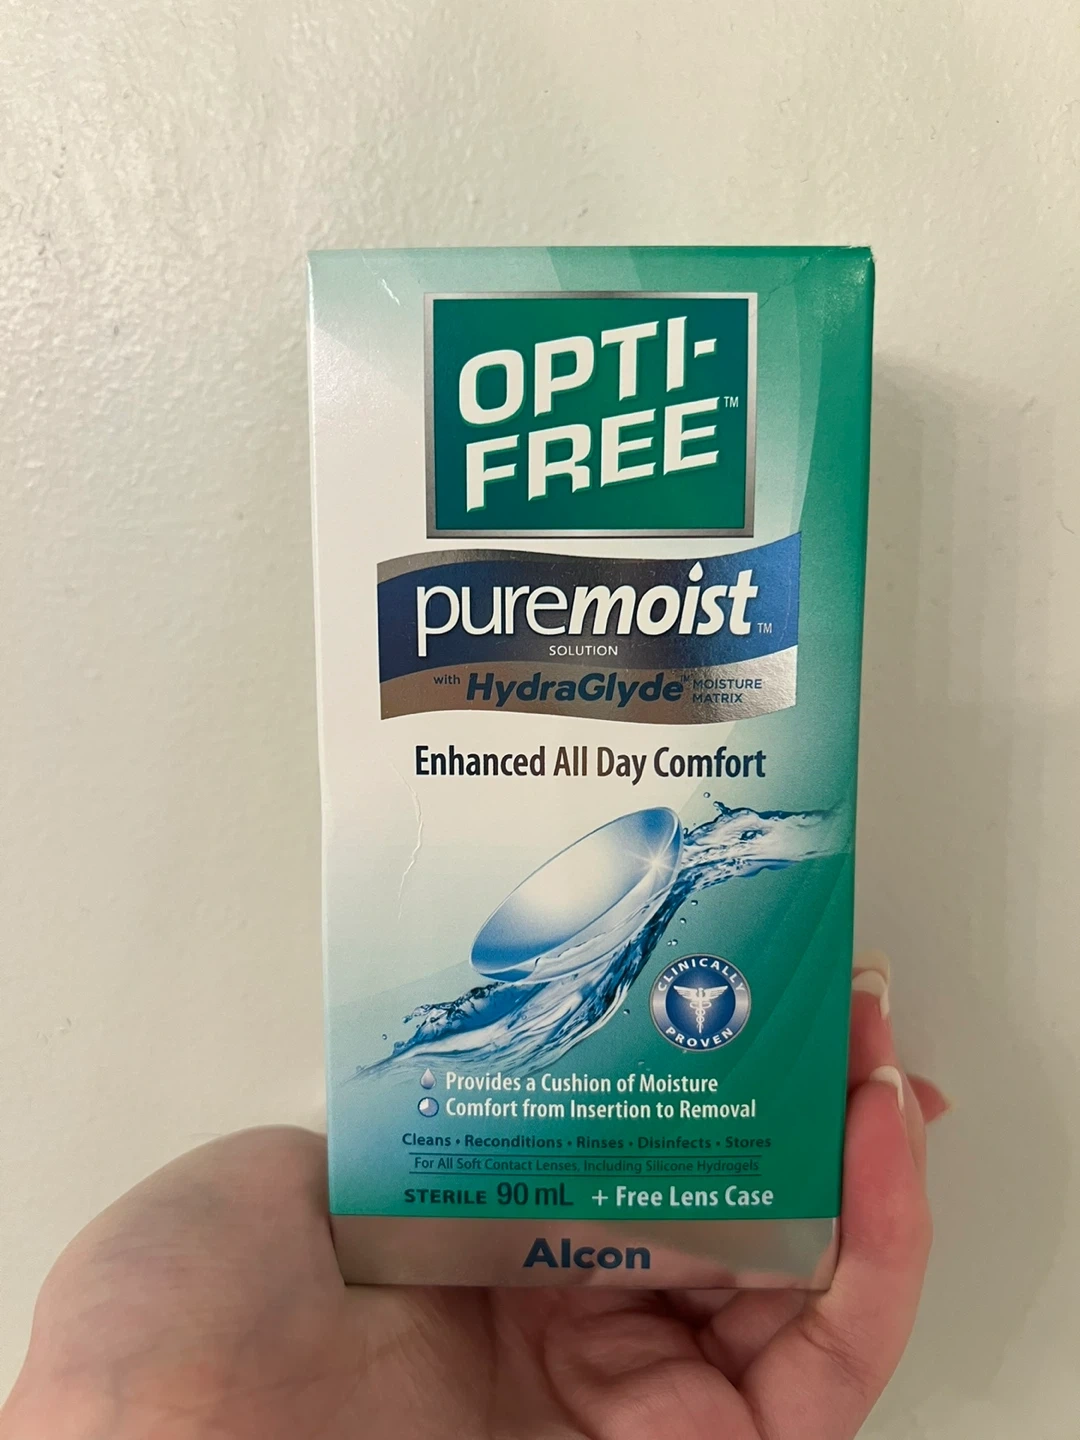 OPTI-
FREE™
puremoist™
SOLUTION
with HydraGlyde™ MOISTURE
MATRIX
Enhanced All Day Comfort
CLINICALLY
PROVEN
Provides a Cushion of Moisture
Comfort from Insertion to Removal
Cleans • Reconditions • Rinses • Disinfects • Stores
For All Soft Contact Lenses, Including Silicone Hydrogels
STERILE 90 mL + Free Lens Case
Alcon